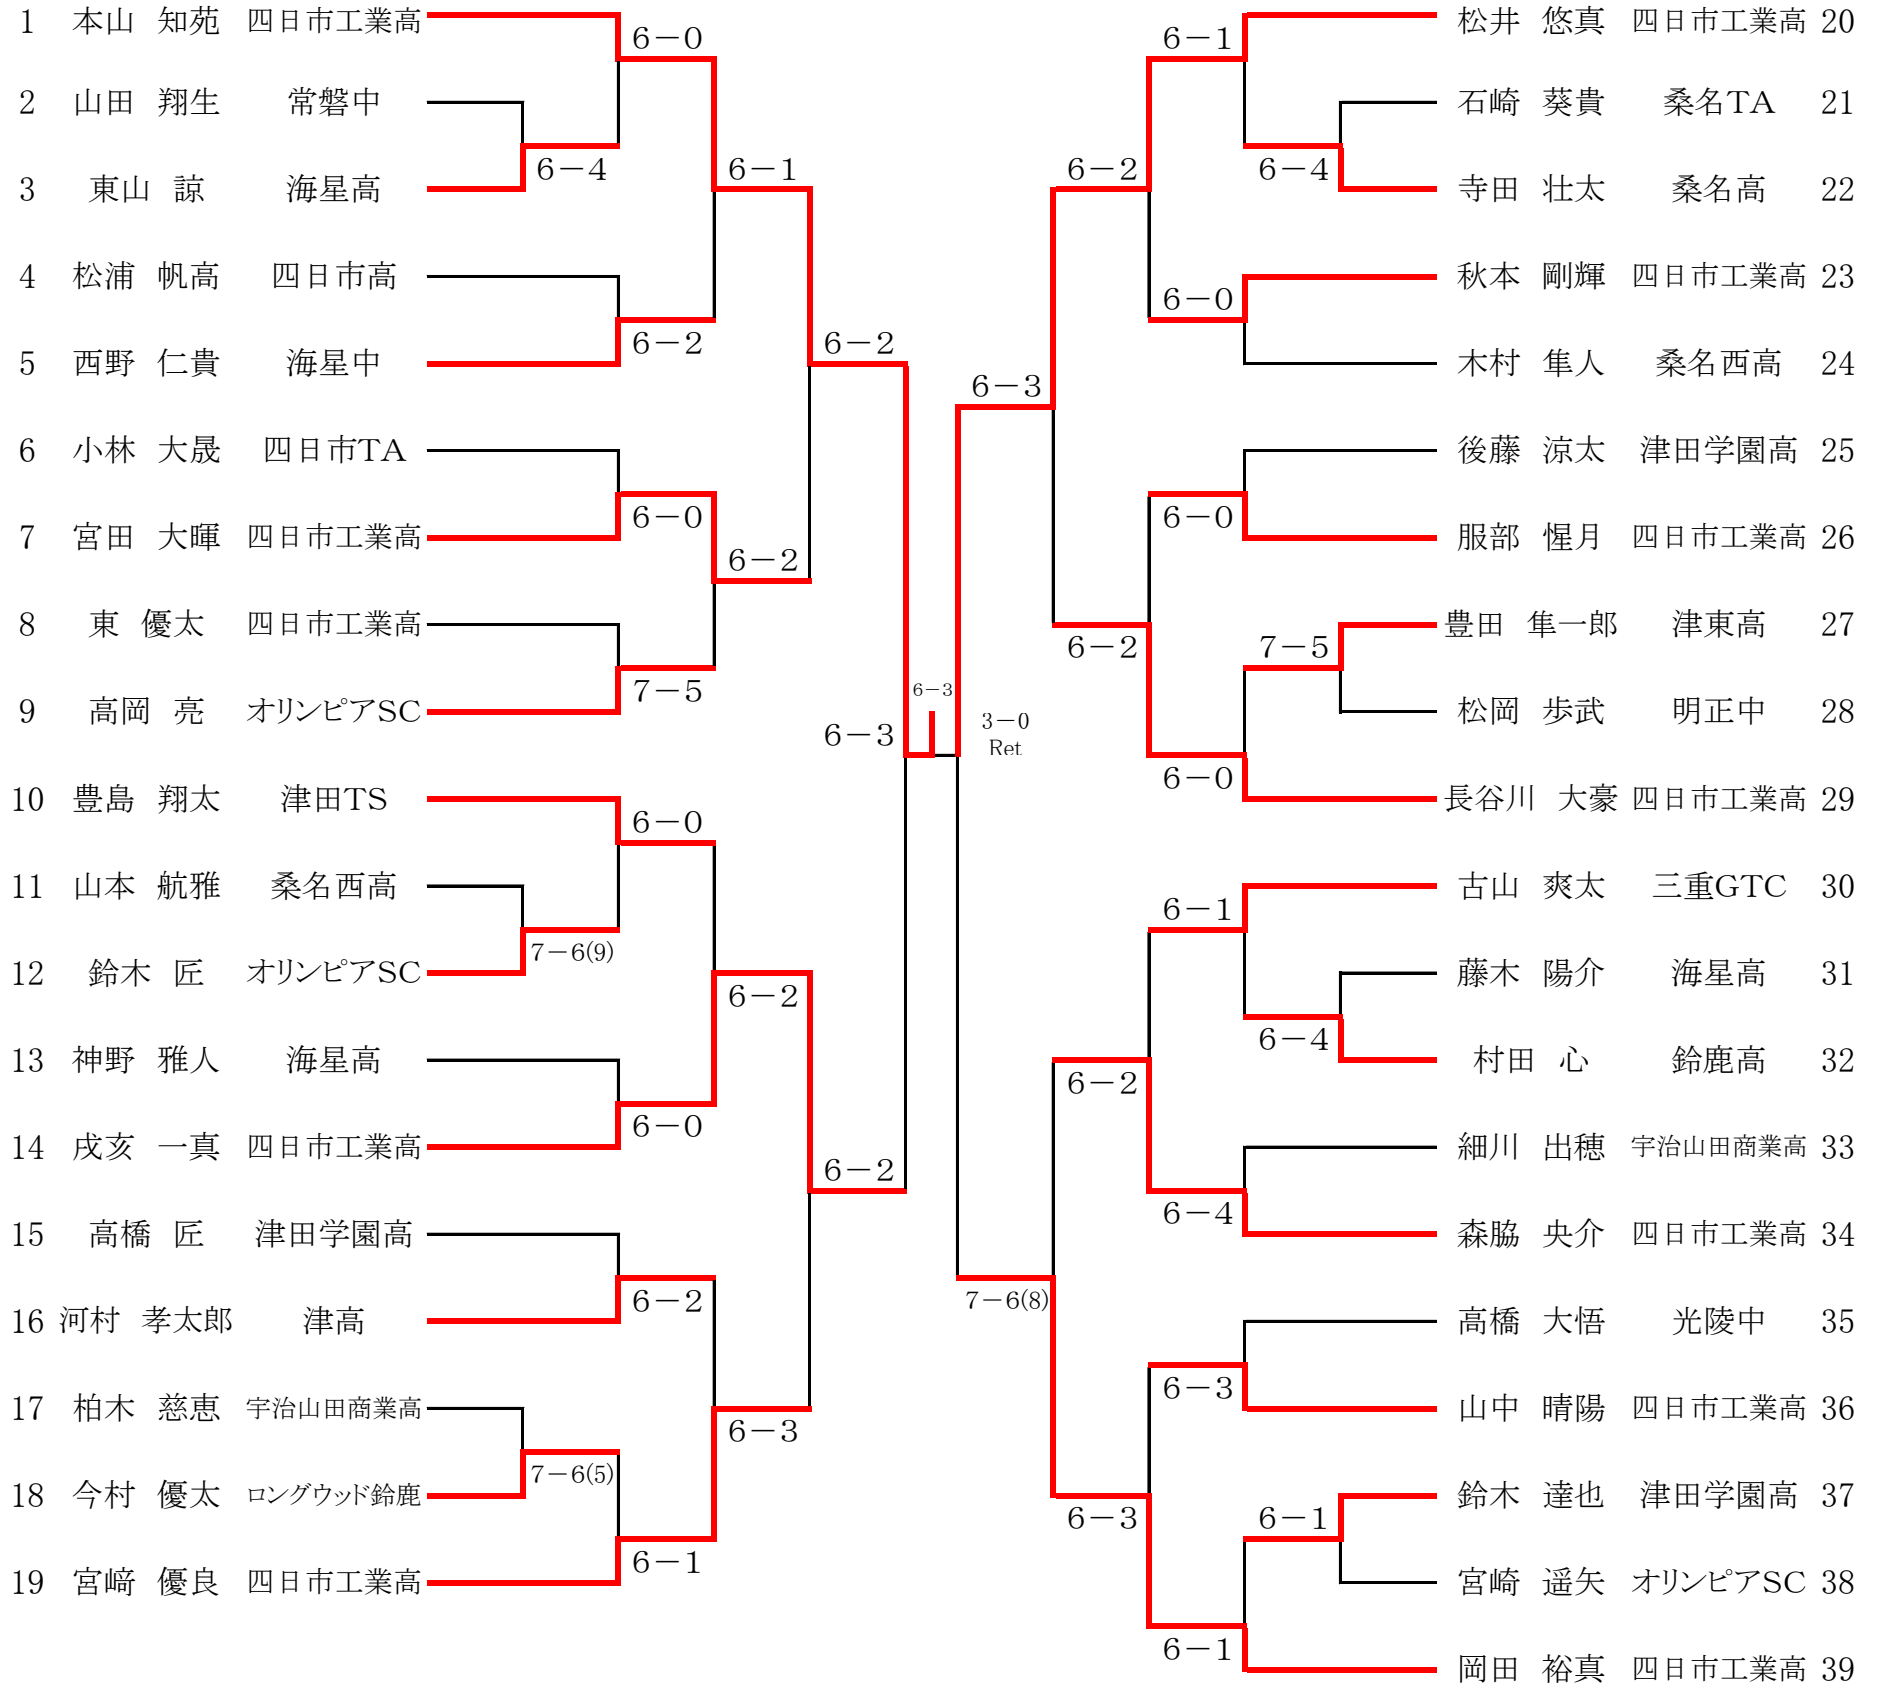 1 本山 知苑 四日市工業高
2 山田 翔生 常磐中
3 東山 諒 海星高
4 松浦 帆高 四日市高
5 西野 仁貴 海星中
6 小林 大晟 四日市TA
7 宮田 大暉 四日市工業高
8 東 優太 四日市工業高
9 高岡 亮 オリンピアSC
10 豊島 翔太 津田TS
11 山本 航雅 桑名西高
12 鈴木 匠 オリンピアSC
13 神野 雅人 海星高
14 戌亥 一真 四日市工業高
15 高橋 匠 津田学園高
16 河村 孝太郎 津高
17 柏木 慈恵 宇治山田商業高
18 今村 優太 ロングウッド鈴鹿
19 宮﨑 優良 四日市工業高
6-0
6-4
6-1
6-2
6-2
6-0
6-2
7-5
6-3
6-0
7-6(9)
6-2
6-0
6-2
6-2
6-3
7-6(5)
6-1
6-3
3-0
Ret
6-1
6-2
6-4
6-0
6-3
6-0
6-2
7-5
6-0
6-1
6-4
6-2
6-4
7-6(8)
6-3
6-3
6-1
6-1
松井 悠真 四日市工業高 20
石崎 葵貴 桑名TA 21
寺田 壮太 桑名高 22
秋本 剛輝 四日市工業高 23
木村 隼人 桑名西高 24
後藤 涼太 津田学園高 25
服部 惺月 四日市工業高 26
豊田 隼一郎 津東高 27
松岡 歩武 明正中 28
長谷川 大豪 四日市工業高 29
古山 爽太 三重GTC 30
藤木 陽介 海星高 31
村田 心 鈴鹿高 32
細川 出穂 宇治山田商業高 33
森脇 央介 四日市工業高 34
高橋 大悟 光陵中 35
山中 晴陽 四日市工業高 36
鈴木 達也 津田学園高 37
宮崎 遥矢 オリンピアSC 38
岡田 裕真 四日市工業高 39